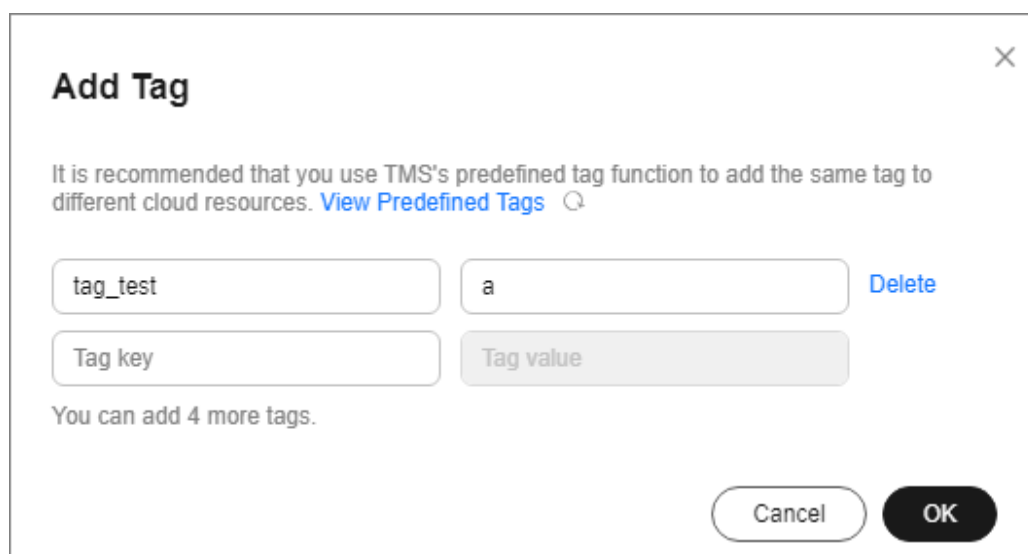 Add Tag
It is recommended that you use TMS's predefined tag function to add the same tag to
different cloud resources. View Predefined Tags
tag_test a Delete
Tag key Tag value
You can add 4 more tags.
Cancel OK